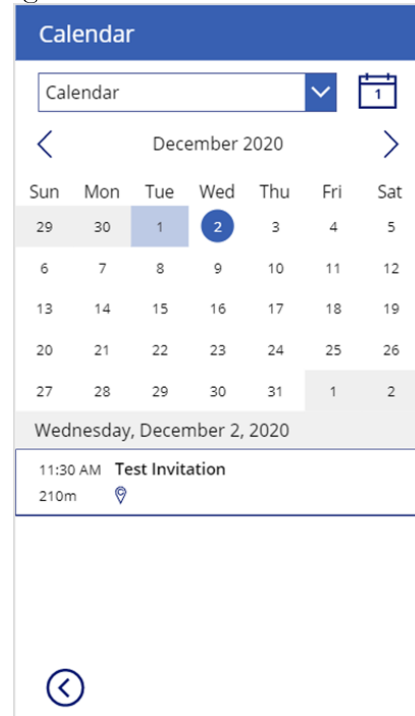 Calendar
Calendar 1
December 2020
Sun Mon Tue Wed Thu Fri Sat
29 30 1 2 3 4 5
6 7 8 9 10 11 12
13 14 15 16 17 18 19
20 21 22 23 24 25 26
27 28 29 30 31 1 2
Wednesday, December 2, 2020
11:30 AM Test Invitation
210m